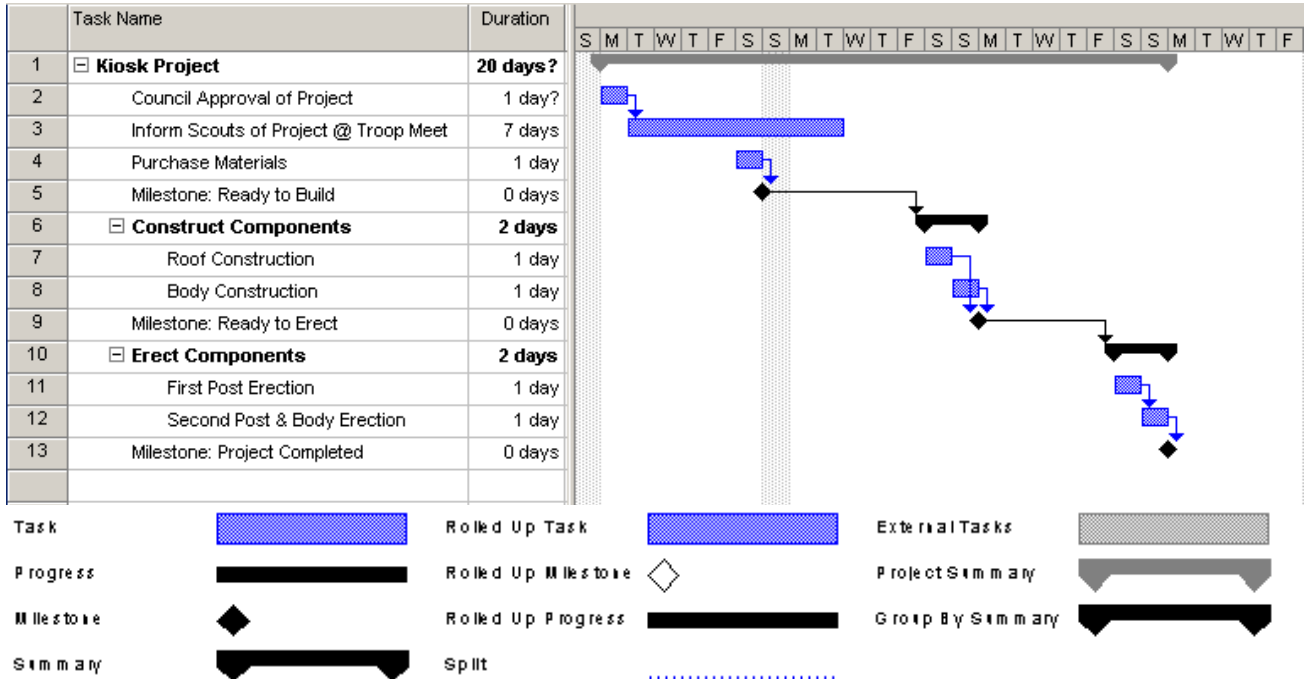 Task Name Duration
S M T W T F S S M T W T F S S M T W T F S S M T W T F
1 Kiosk Project 20 days?
2 Council Approval of Project 1 day?
3 Inform Scouts of Project @ Troop Meet 7 days
4 Purchase Materials 1 day
5 Milestone: Ready to Build 0 days
6 Construct Components 2 days
7 Roof Construction 1 day
8 Body Construction 1 day
9 Milestone: Ready to Erect 0 days
10 Erect Components 2 days
11 First Post Erection 1 day
12 Second Post & Body Erection 1 day
13 Milestone: Project Completed 0 days
Task Rolled Up Task External Tasks
Progress Rolled Up Milestone Project Summary
Milestone Rolled Up Progress Group By Summary
Summary Split